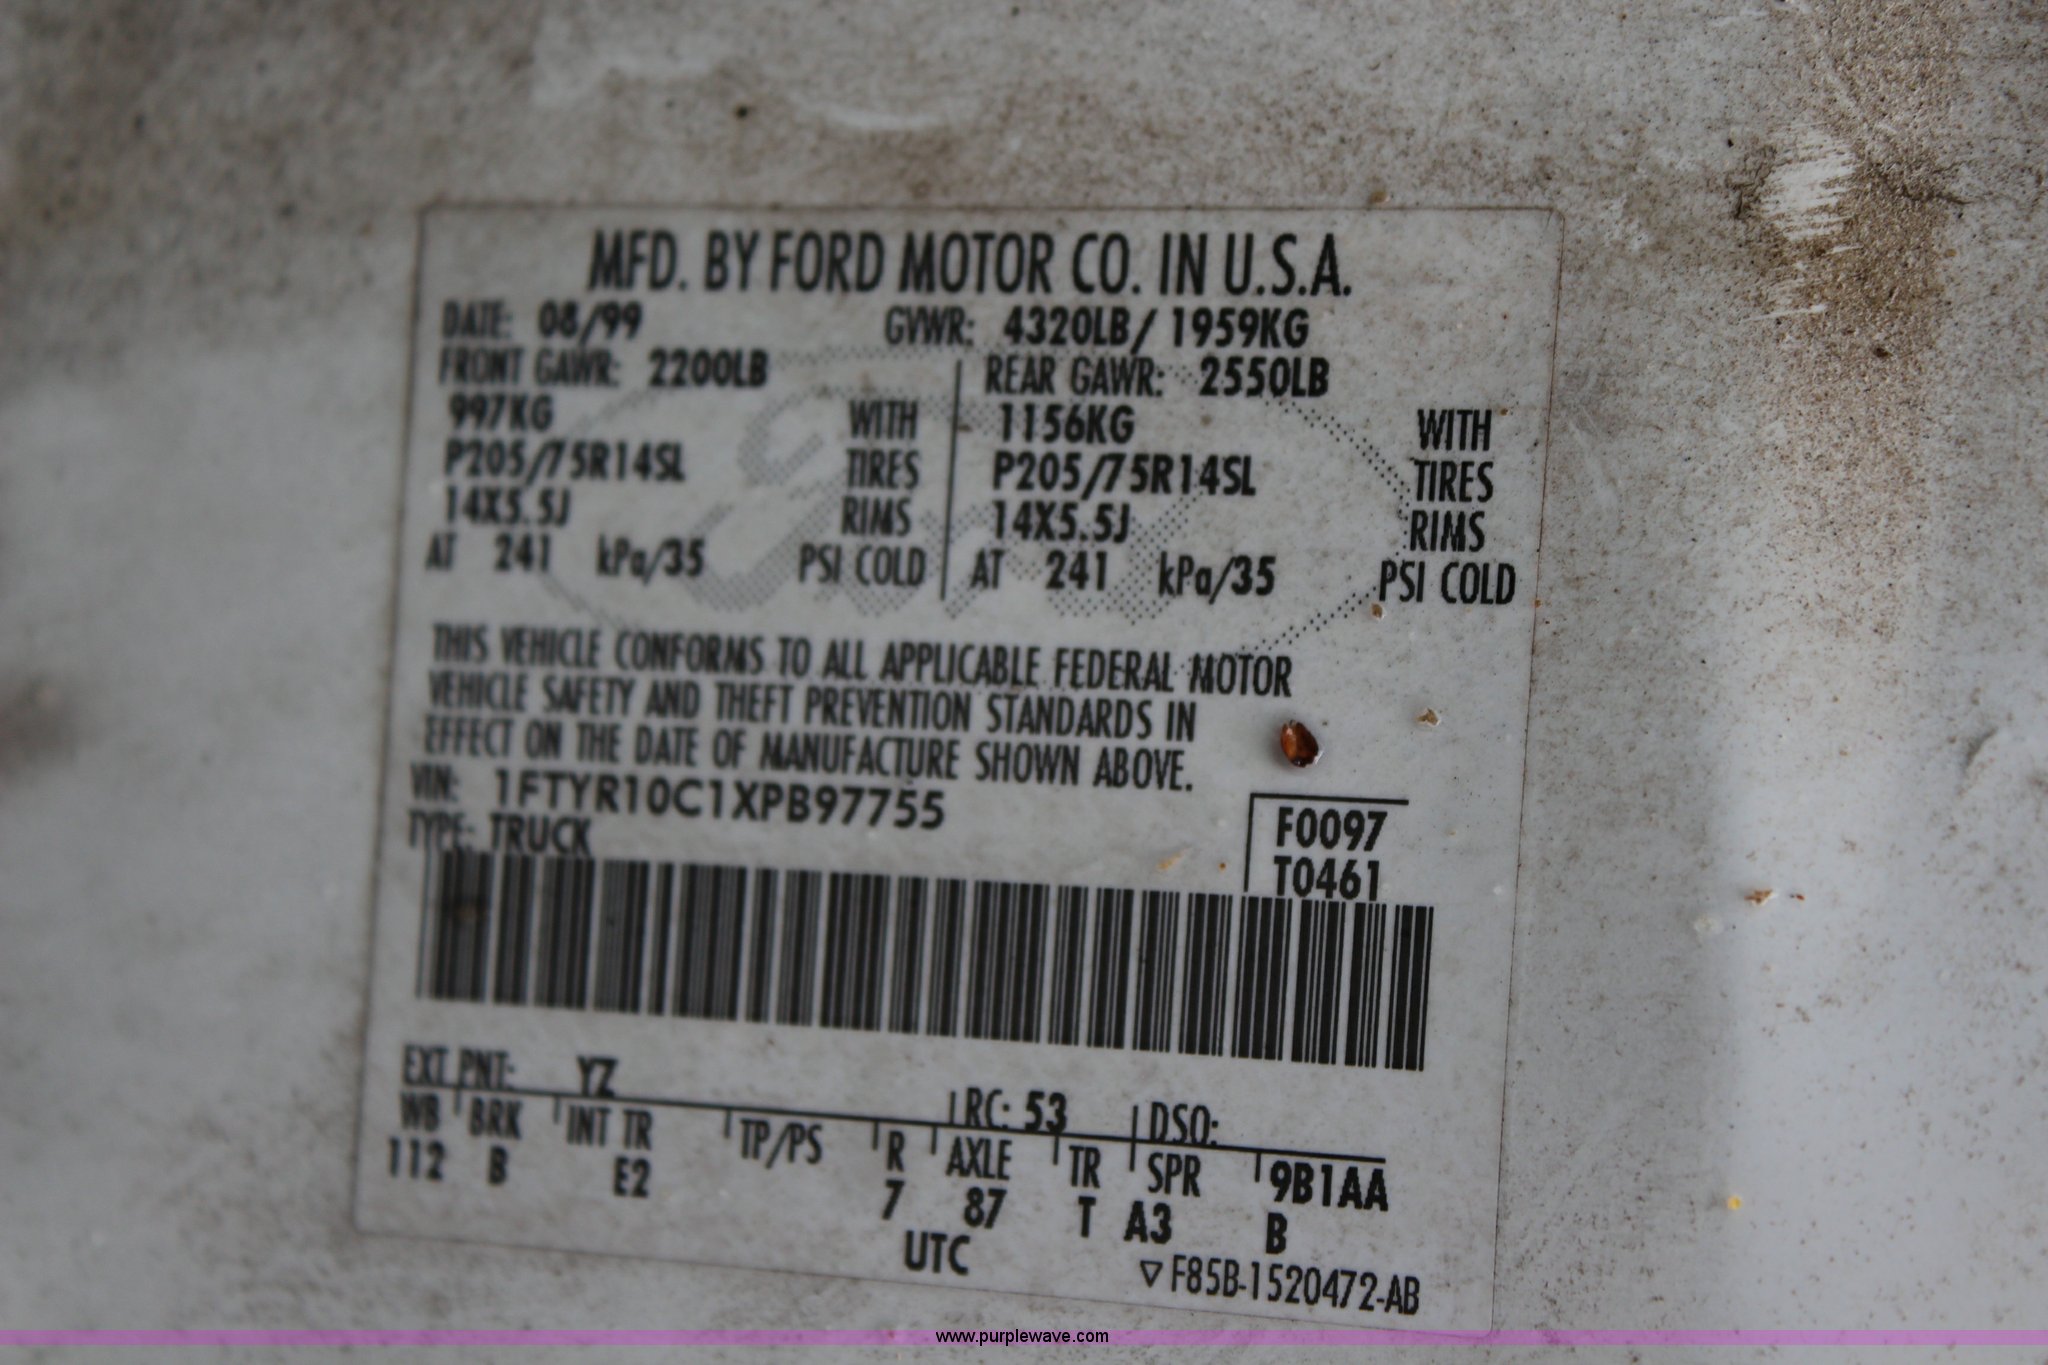 MFD. BY FORD MOTOR CO. IN U.S.A.
DATE: 08/99 GVWR: 4320LB/ 1959KG
FRONT GAWR: 2200LB REAR GAWR: 2550LB
997KG WITH 1156KG WITH
P205/75R14SL TIRES P205/75R14SL TIRES
14X5.5J RIMS 14X5.5J RIMS
AT 241 kPa/35 PSI COLD AT 241 kPa/35 PSI COLD
THIS VEHICLE CONFORMS TO ALL APPLICABLE FEDERAL MOTOR
VEHICLE SAFETY AND THEFT PREVENTION STANDARDS IN
EFFECT ON THE DATE OF MANUFACTURE SHOWN ABOVE.
VIN: 1FTYR10C1XPB97755
TYPE: TRUCK
F0097
T0461
EXT PNT: YZ RC: 53 DSO:
WB BRK INT TR TP/PS R AXLE TR SPR 9B1AA
112 B E2 7 87 T A3 B
UTC
▽ F85B-1520472-AB
www.purplewave.com